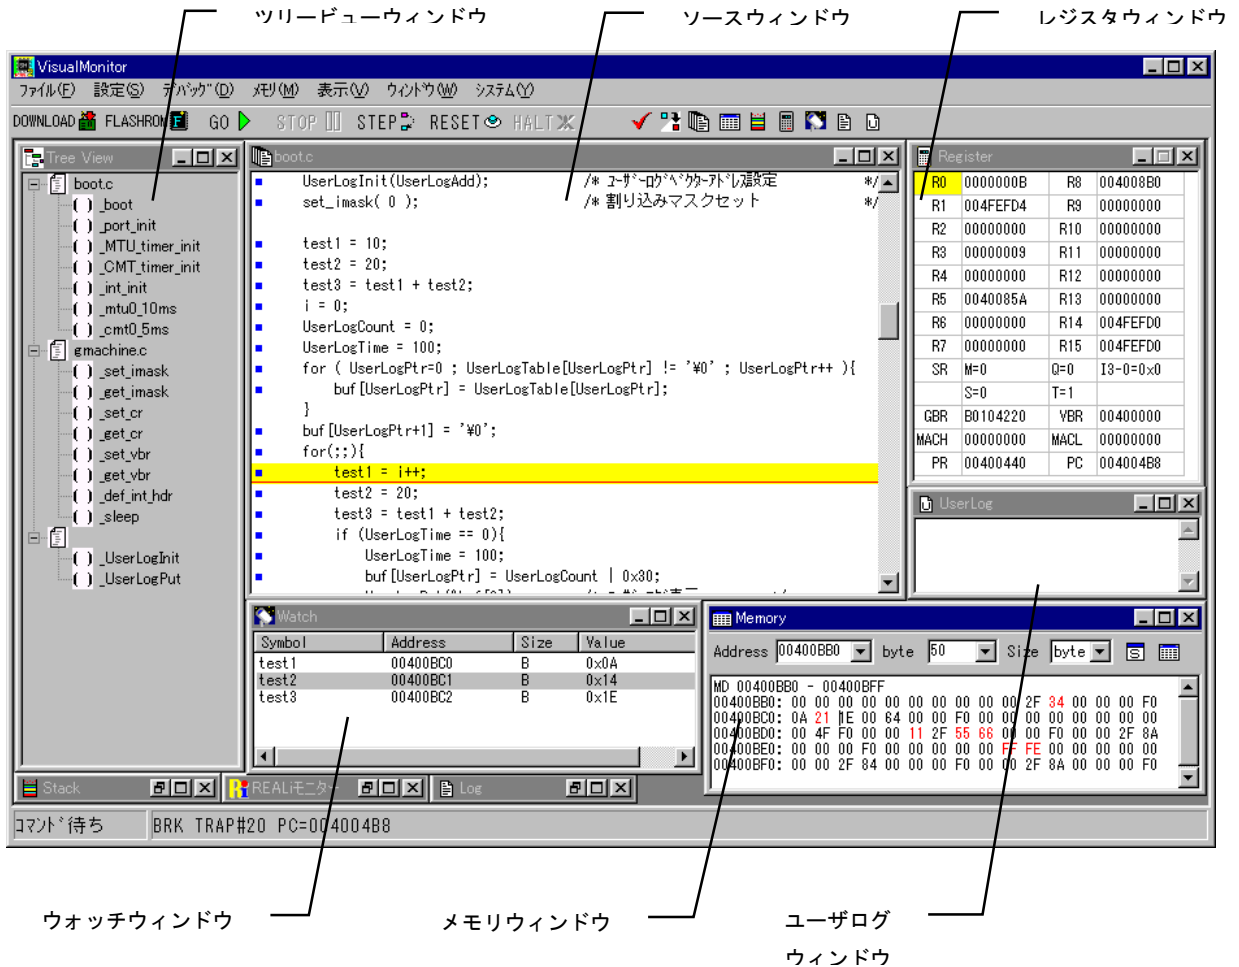 ツリービューウィンドウ
ソースウィンドウ
レジスタウィンドウ
VisualMonitor
ファイル(F) 設定(S) デバッグ(D) メモリ(M) 表示(V) ウィンドウ(W) システム(Y)
DOWNLOAD FLASHROM GO STOP STEP RESET HALT
Tree View
boot.c
_boot
_port_init
_MTU_timer_init
_CMT_timer_init
_int_init
_mtu0_10ms
_cmt0_5ms
gmachine.c
_set_imask
_get_imask
_set_cr
_get_cr
_set_vbr
_get_vbr
_def_int_hdr
_sleep
_UserLogInit
_UserLogPut
boot.c
UserLogInit(UserLogAdd); /* ユーザーログベクターアドレス設定 */
set_imask( 0 ); /* 割り込みマスクセット */
test1 = 10;
test2 = 20;
test3 = test1 + test2;
i = 0;
UserLogCount = 0;
UserLogTime = 100;
for ( UserLogPtr=0 ; UserLogTable[UserLogPtr] != '¥0' ; UserLogPtr++ ){
buf[UserLogPtr] = UserLogTable[UserLogPtr];
}
buf[UserLogPtr+1] = '¥0';
for(;;){
test1 = i++;
test2 = 20;
test3 = test1 + test2;
if (UserLogTime == 0){
UserLogTime = 100;
buf[UserLogPtr] = UserLogCount | 0x30;
Register
R0 0000000B R8 004008B0
R1 004FEFD4 R9 00000000
R2 00000000 R10 00000000
R3 00000009 R11 00000000
R4 00000000 R12 00000000
R5 0040085A R13 00000000
R6 00000000 R14 004FEFD0
R7 00000000 R15 004FEFD0
SR M=0 Q=0 I3-0=0x0
S=0 T=1
GBR B0104220 VBR 00400000
MACH 00000000 MACL 00000000
PR 00400440 PC 004004B8
UserLog
Watch
Symbol Address Size Value
test1 00400BC0 B 0x0A
test2 00400BC1 B 0x14
test3 00400BC2 B 0x1E
Memory
Address 00400BB0 byte 50 Size byte
MD 00400BB0 - 00400BFF
00400BB0: 00 00 00 00 00 00 00 00 00 00 2F 34 00 00 00 F0
00400BC0: 0A 21 1E 00 64 00 00 F0 00 00 00 00 00 00 00 00
00400BD0: 00 4F F0 00 00 11 2F 55 66 00 00 F0 00 00 2F 8A
00400BE0: 00 00 00 F0 00 00 00 00 00 FF FE 00 00 00 00 00
00400BF0: 00 00 2F 84 00 00 00 F0 00 00 2F 8A 00 00 00 F0
Stack
REALiモニター
Log
コマンド待ち BRK TRAP#20 PC=004004B8
ウォッチウィンドウ
メモリウィンドウ
ユーザログ
ウィンドウ